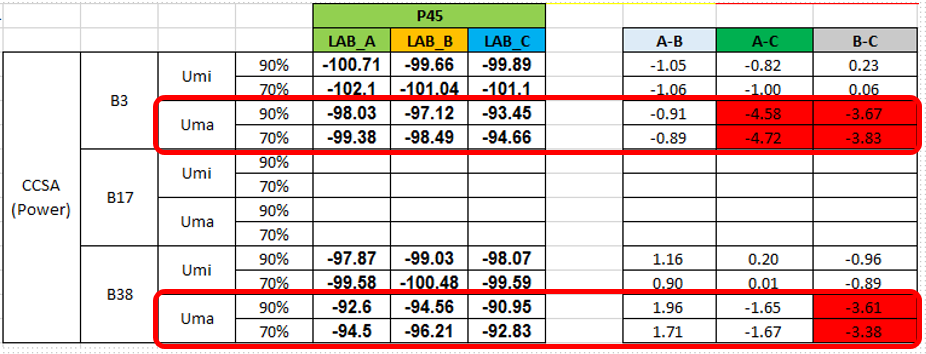 P45
LAB_A LAB_B LAB_C A-B A-C B-C
CCSA (Power) B3 Umi 90% -100.71 -99.66 -99.89 -1.05 -0.82 0.23
70% -102.1 -101.04 -101.1 -1.06 -1.00 0.06
Uma 90% -98.03 -97.12 -93.45 -0.91 -4.58 -3.67
70% -99.38 -98.49 -94.66 -0.89 -4.72 -3.83
B17 Umi 90%
70%
Uma 90%
70%
B38 Umi 90% -97.87 -99.03 -98.07 1.16 0.20 -0.96
70% -99.58 -100.48 -99.59 0.90 0.01 -0.89
Uma 90% -92.6 -94.56 -90.95 1.96 -1.65 -3.61
70% -94.5 -96.21 -92.83 1.71 -1.67 -3.38